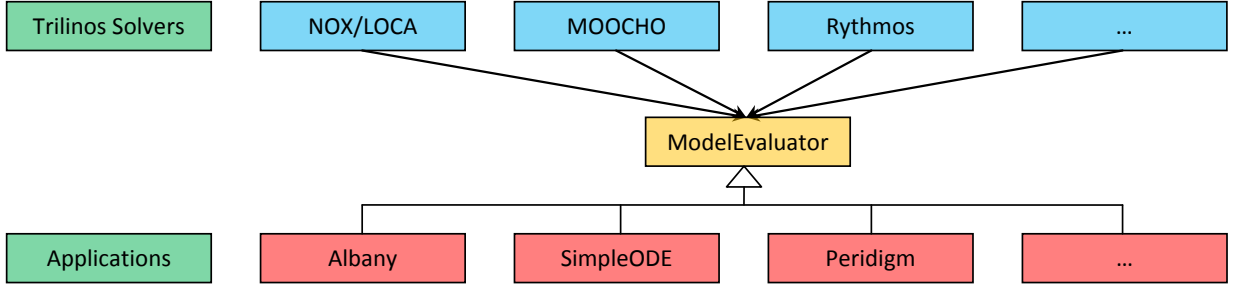 Trilinos Solvers
NOX/LOCA
MOOCHO
Rythmos
...
ModelEvaluator
Applications
Albany
SimpleODE
Peridigm
...